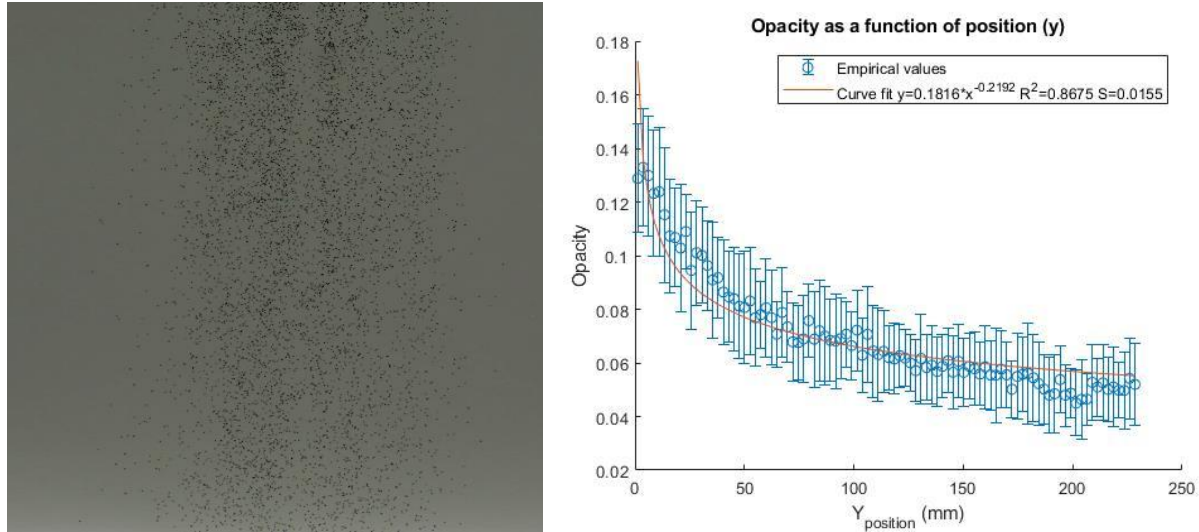 Opacity as a function of position (y)
Empirical values
Curve fit y=0.1816*x^-0.2192 R^2=0.8675 S=0.0155
0.18
0.16
0.14
0.12
0.1
0.08
0.06
0.04
0.02
Opacity
0 50 100 150 200 250
Y_position (mm)